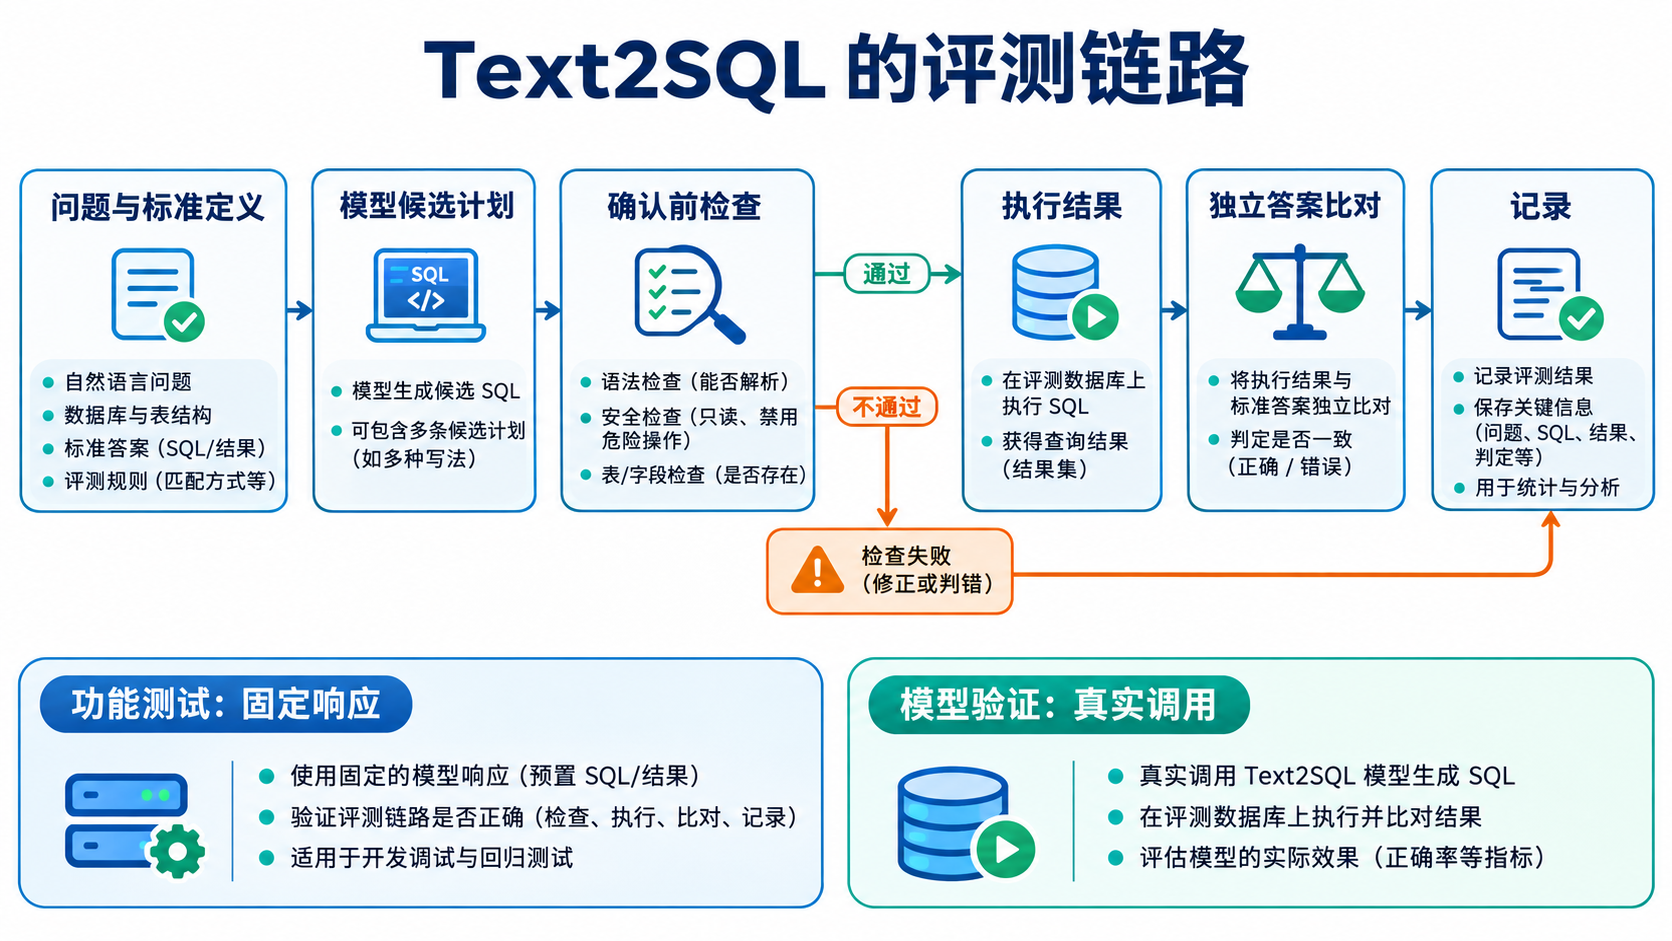 Text2SQL 的评测链路
问题与标准定义
自然语言问题
数据库与表结构
标准答案（SQL/结果）
评测规则（匹配方式等）
模型候选计划
SQL
</>
模型生成候选 SQL
可包含多条候选计划
（如多种写法）
确认前检查
语法检查（能否解析）
安全检查（只读、禁用
危险操作）
表/字段检查（是否存在）
通过
不通过
检查失败
（修正或判错）
执行结果
在评测数据库上
执行 SQL
获得查询结果
（结果集）
独立答案比对
将执行结果与
标准答案独立比对
判定是否一致
（正确 / 错误）
记录
记录评测结果
保存关键信息
（问题、SQL、结果、
判定等）
用于统计与分析
功能测试：固定响应
使用固定的模型响应（预置 SQL/结果）
验证评测链路是否正确（检查、执行、比对、记录）
适用于开发调试与回归测试
模型验证：真实调用
真实调用 Text2SQL 模型生成 SQL
在评测数据库上执行并比对结果
评估模型的实际效果（正确率等指标）